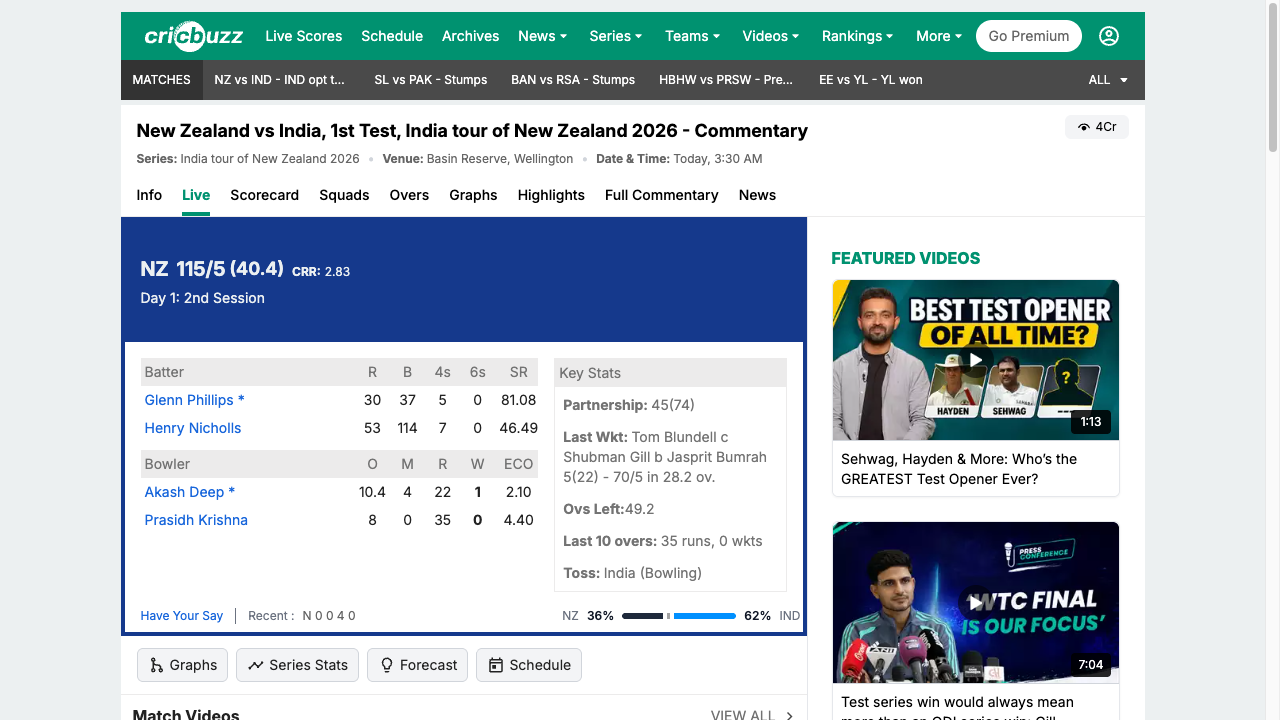 cricbuzz Live Scores Schedule Archives News Series Teams Videos Rankings More Go Premium
MATCHES NZ vs IND - IND opt t... SL vs PAK - Stumps BAN vs RSA - Stumps HBHW vs PRSW - Pre... EE vs YL - YL won ALL
New Zealand vs India, 1st Test, India tour of New Zealand 2026 - Commentary
4Cr
Series: India tour of New Zealand 2026 • Venue: Basin Reserve, Wellington • Date & Time: Today, 3:30 AM
Info Live Scorecard Squads Overs Graphs Highlights Full Commentary News
NZ 115/5 (40.4) CRR: 2.83
Day 1: 2nd Session
Batter R B 4s 6s SR
Glenn Phillips * 30 37 5 0 81.08
Henry Nicholls 53 114 7 0 46.49
Bowler O M R W ECO
Akash Deep * 10.4 4 22 1 2.10
Prasidh Krishna 8 0 35 0 4.40
Key Stats
Partnership: 45(74)
Last Wkt: Tom Blundell c
Shubman Gill b Jasprit Bumrah
5(22) - 70/5 in 28.2 ov.
Ovs Left:49.2
Last 10 overs: 35 runs, 0 wkts
Toss: India (Bowling)
Have Your Say Recent : N 0 0 4 0
NZ 36% 62% IND
Graphs Series Stats Forecast Schedule
Match Videos VIEW ALL
FEATURED VIDEOS
BEST TEST OPENER
OF ALL TIME?
?
HAYDEN SEHWAG ---
1:13
Sehwag, Hayden & More: Who's the
GREATEST Test Opener Ever?
PRESS
CONFERENCE
'WTC FINAL
IS OUR FOCUS'
ANI
7:04
Test series win would always mean
more than an ODI series win: Gill